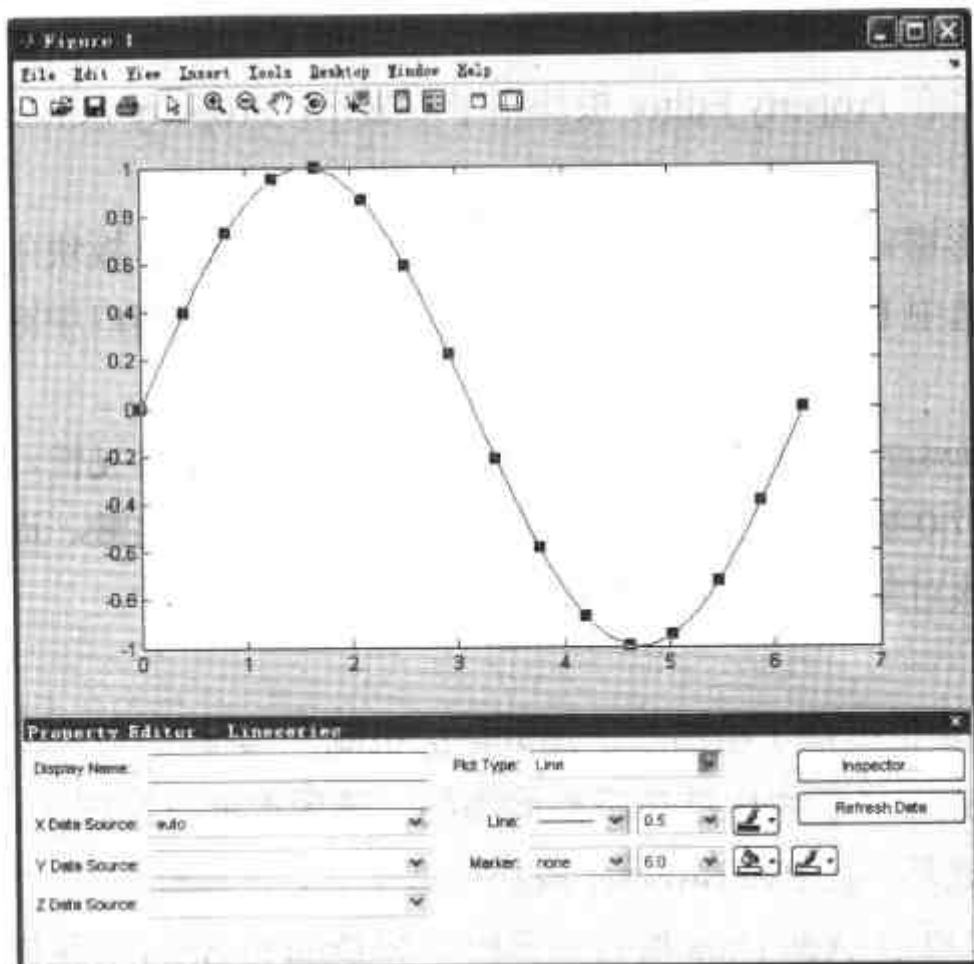 Figure 1
File Edit View Insert Tools Desktop Window Help
1
0.8
0.6
0.4
0.2
0
-0.2
-0.4
-0.6
-0.8
-1
0 1 2 3 4 5 6 7
Property Editor - Lineseries
Display Name:
Plot Type: Line
Inspector...
X Data Source: auto
Line: 0.5
Refresh Data
Y Data Source:
Marker: none 6.0
Z Data Source: